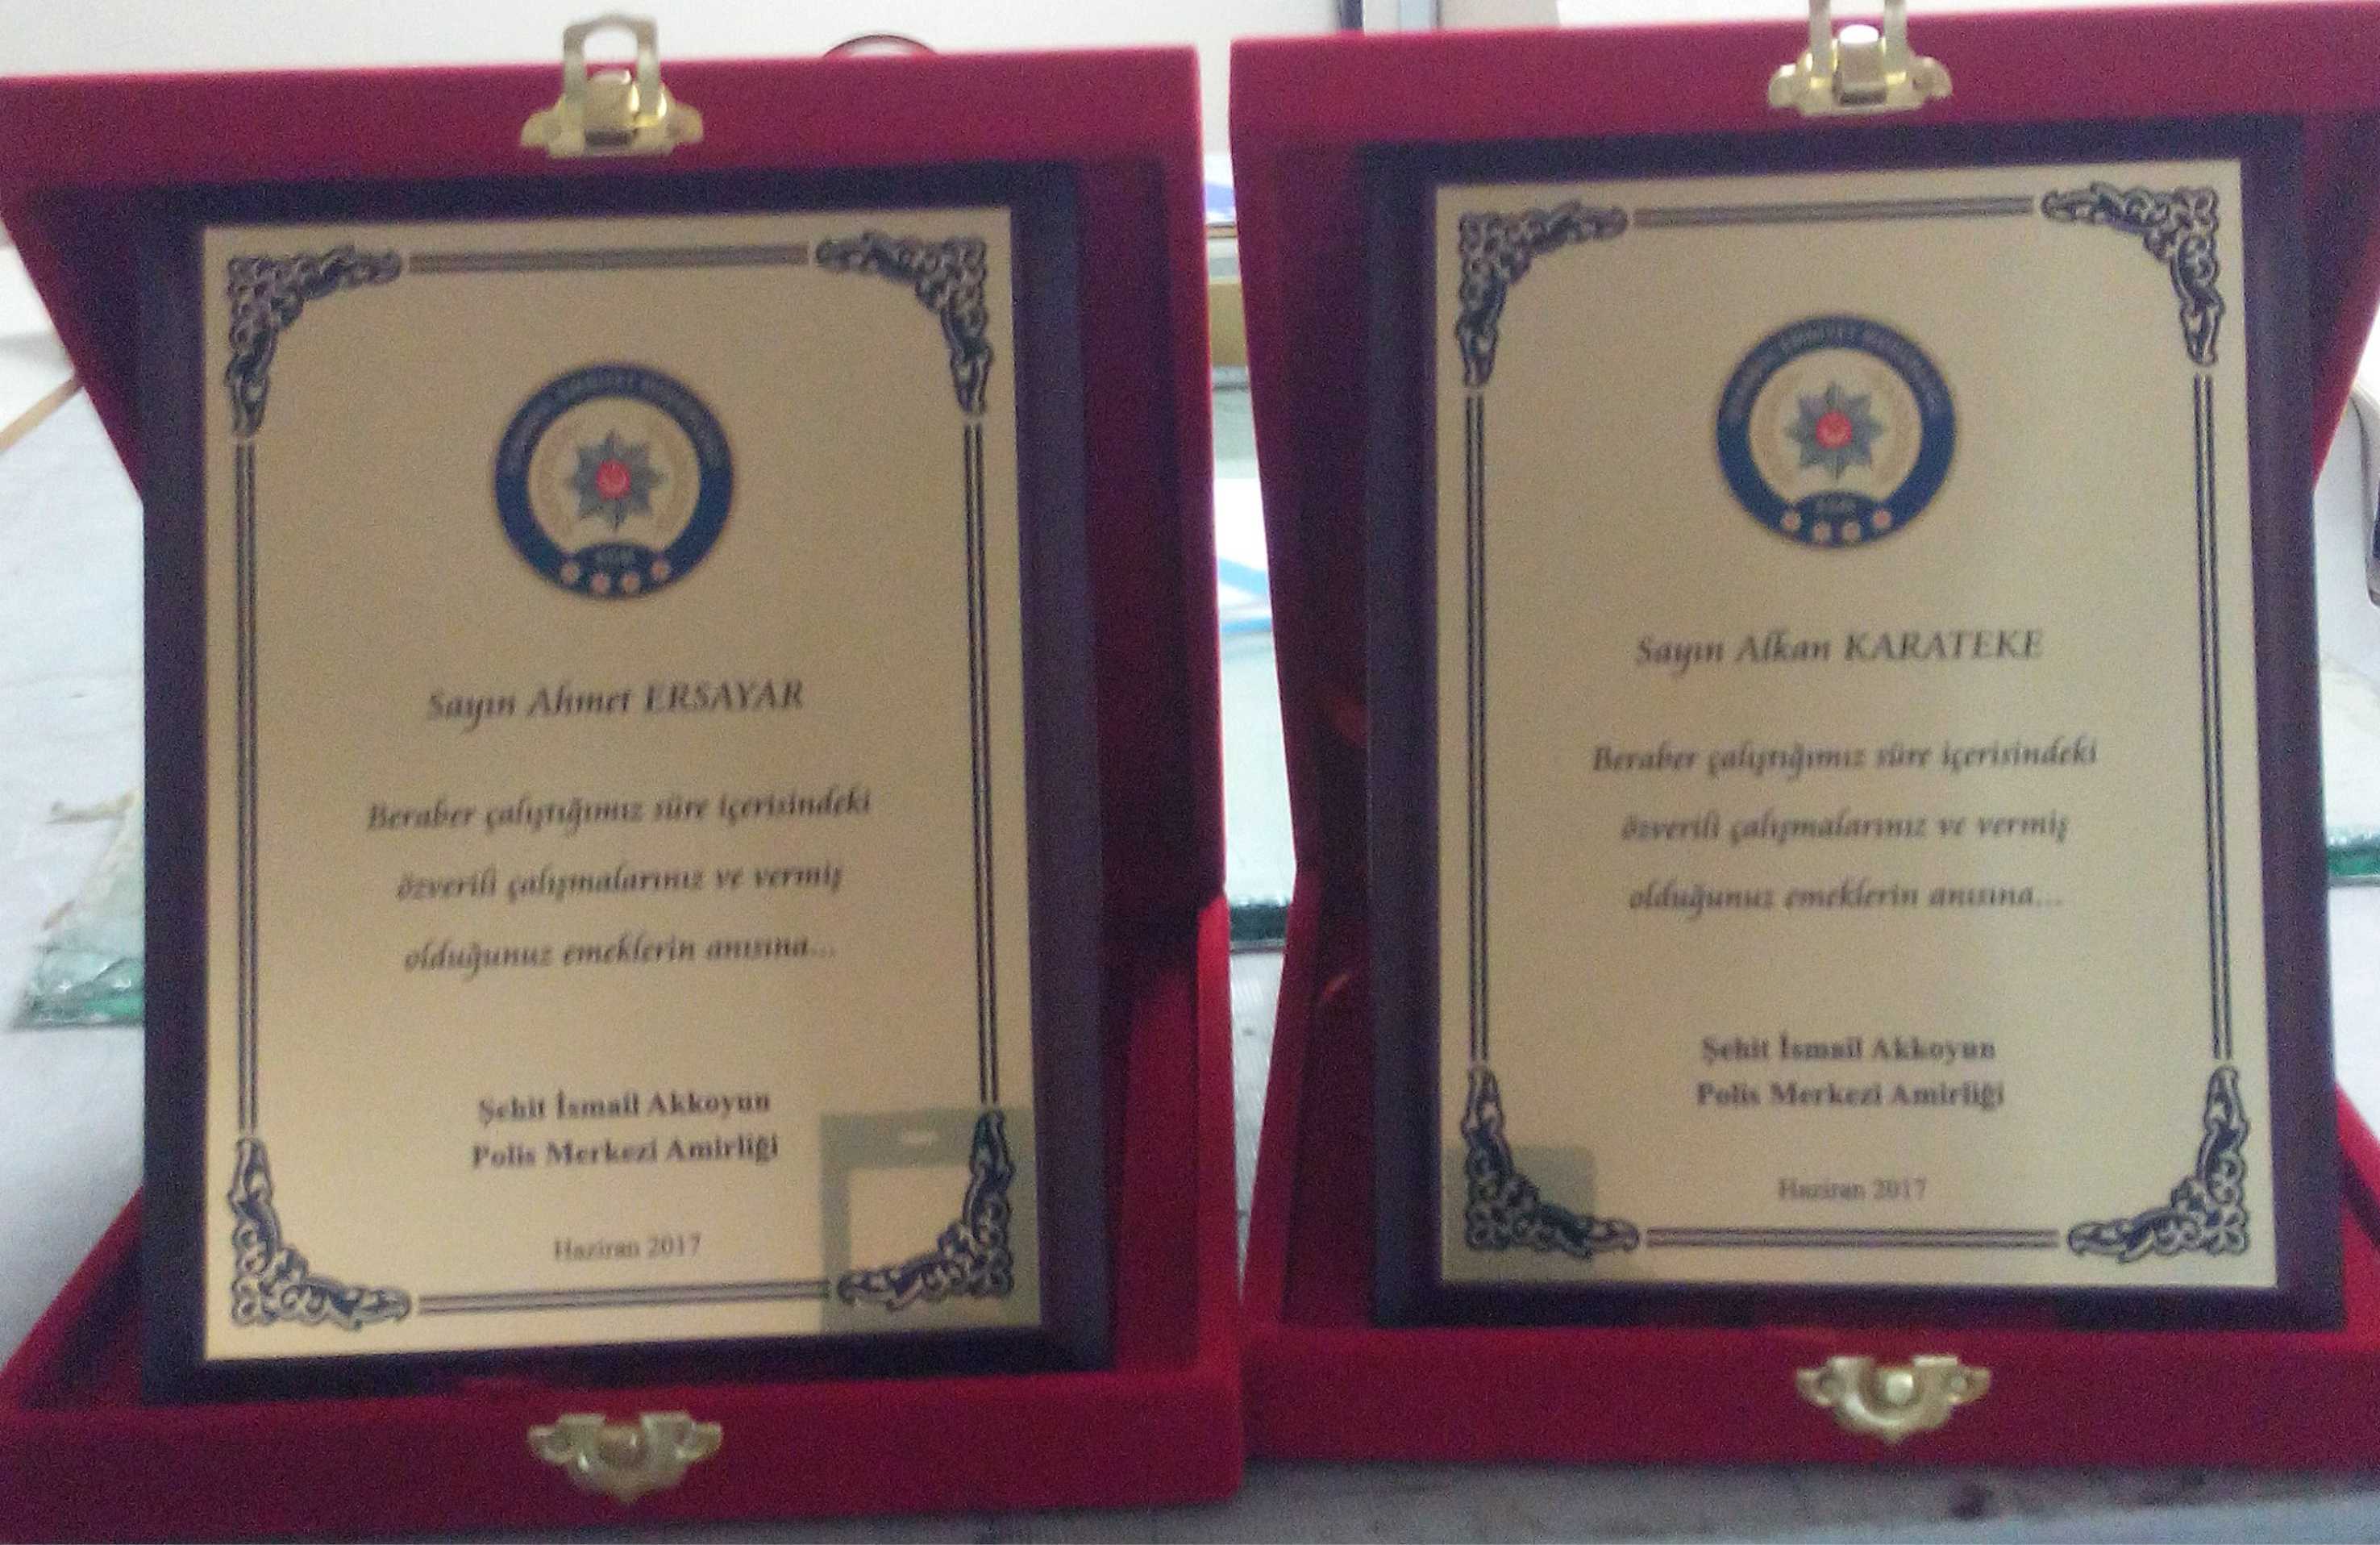 Sayın Ahmet ERSAYAR
Beraber çalıştığımız süre içerisindeki
özverili çalışmalarınız ve vermiş
olduğunuz emeklerin anısına...
Şehit İsmail Akkoyun
Polis Merkezi Amirliği
Haziran 2017
Sayın Alkan KARATEKE
Beraber çalıştığımız süre içerisindeki
özverili çalışmalarınız ve vermiş
olduğunuz emeklerin anısına...
Şehit İsmail Akkoyun
Polis Merkezi Amirliği
Haziran 2017